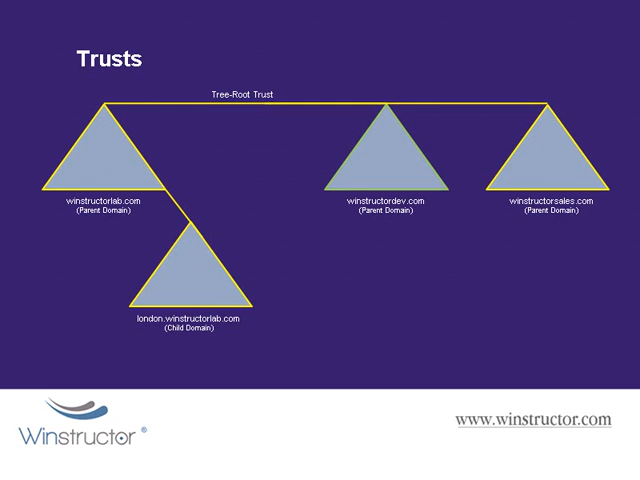 Trusts
Tree-Root Trust
winstructorlab.com
(Parent Domain)
winstructordev.com
(Parent Domain)
winstructorsales.com
(Parent Domain)
london.winstructorlab.com
(Child Domain)
Winstructor®
www.winstructor.com